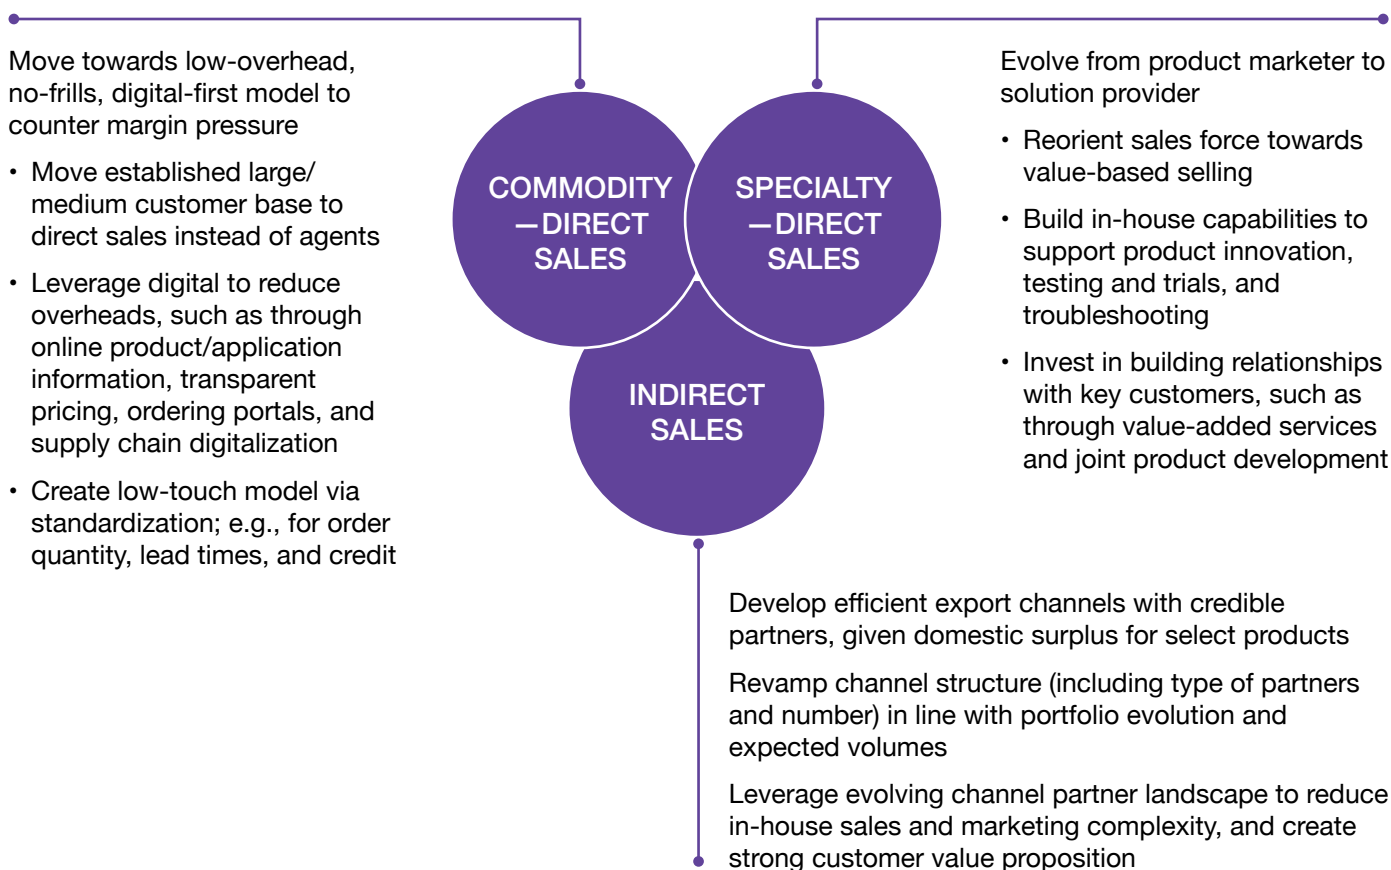 Move towards low-overhead,
no-frills, digital-first model to
counter margin pressure
• Move established large/
medium customer base to
direct sales instead of agents
• Leverage digital to reduce
overheads, such as through
online product/application
information, transparent
pricing, ordering portals, and
supply chain digitalization
• Create low-touch model via
standardization; e.g., for order
quantity, lead times, and credit
COMMODITY
—DIRECT
SALES
SPECIALTY
—DIRECT
SALES
INDIRECT
SALES
Evolve from product marketer to
solution provider
• Reorient sales force towards
value-based selling
• Build in-house capabilities to
support product innovation,
testing and trials, and
troubleshooting
• Invest in building relationships
with key customers, such as
through value-added services
and joint product development
Develop efficient export channels with credible
partners, given domestic surplus for select products
Revamp channel structure (including type of partners
and number) in line with portfolio evolution and
expected volumes
Leverage evolving channel partner landscape to reduce
in-house sales and marketing complexity, and create
strong customer value proposition